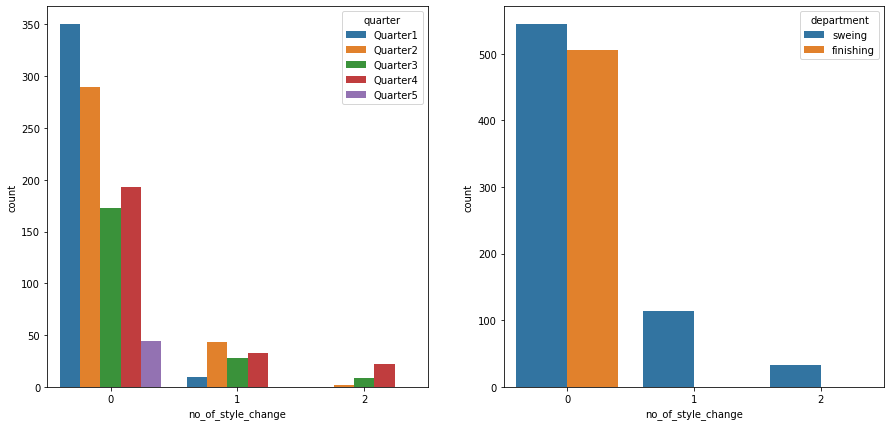 quarter
Quarter1
Quarter2
Quarter3
Quarter4
Quarter5
350
300
250
200
150
100
50
0
count
0 1 2
no_of_style_change
department
sweing
finishing
500
400
300
200
100
0
count
0 1 2
no_of_style_change